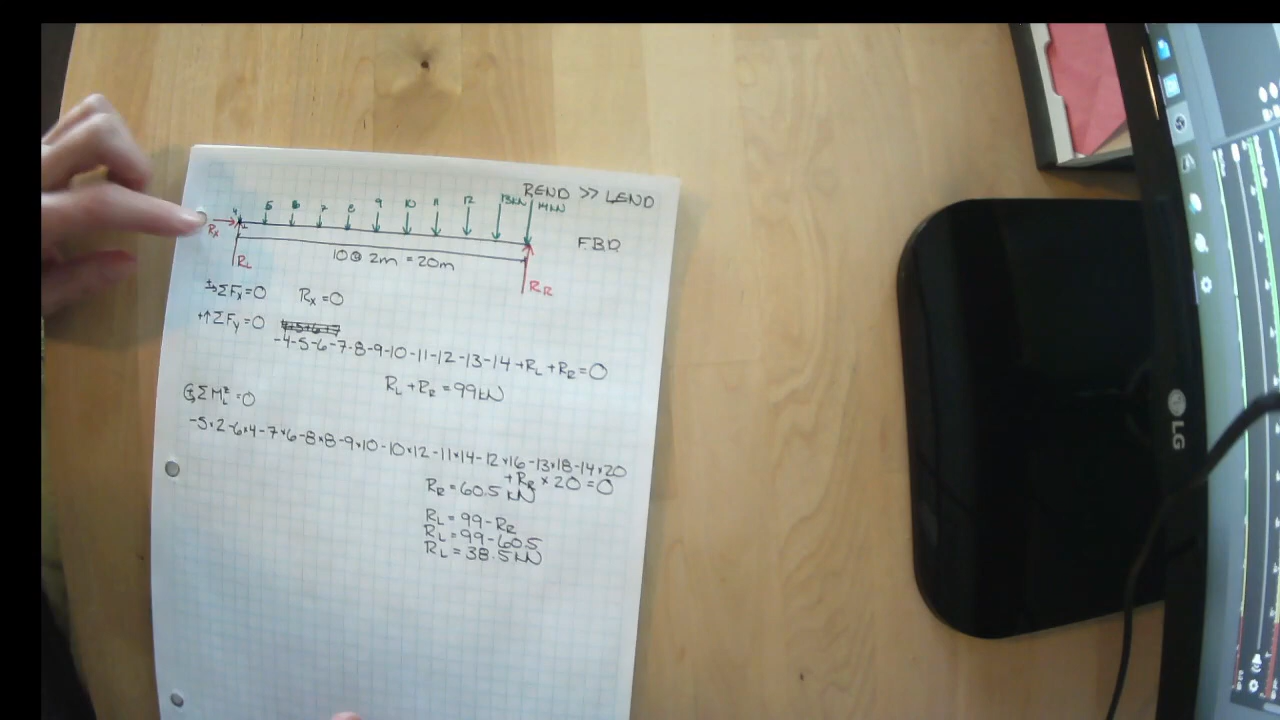 REND >> LEND
4 5 6 7 8 9 10 11 12 13kN 14kN
Rx
FBD
10@ 2m = 20m
RL
RR
+→ΣFx=0 Rx=0
+↑ΣFy=0
-4-5-6-7-8-9-10-11-12-13-14+RL+RR=0
RL+RR=99kN
ΣML=0
-5×2-6×4-7×6-8×8-9×10-10×12-11×14-12×16-13×18-14×20
+RR×20=0
RR=60.5 kN
RL=99-RR
RL=99-60.5
RL=38.5kN
LG